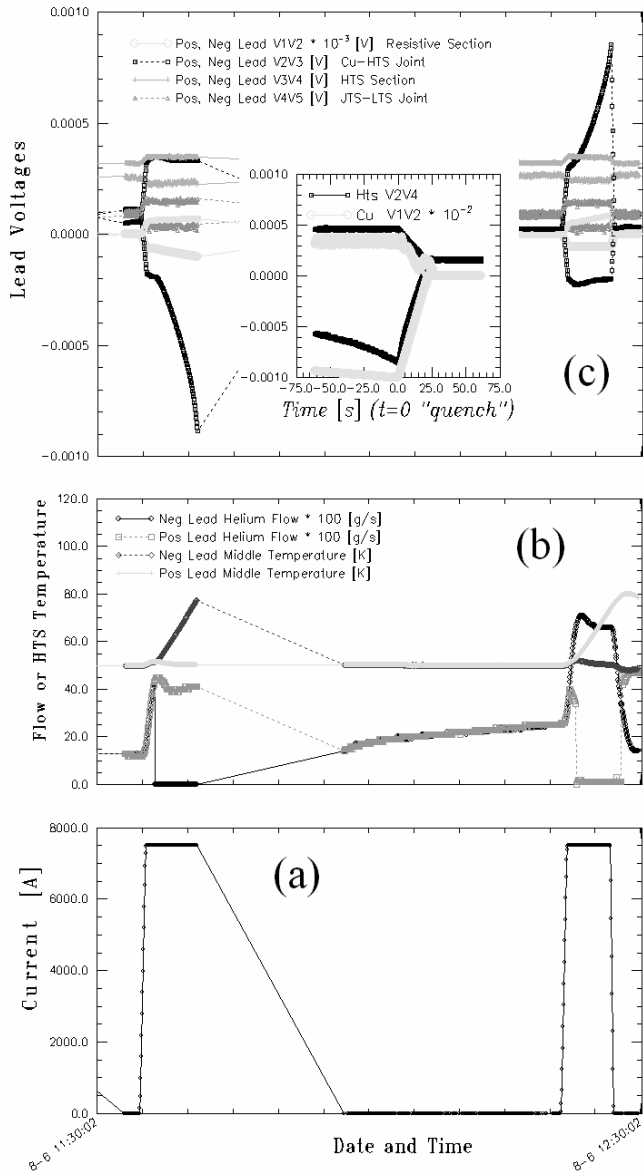 0.0010
0.0005
0.0000
−0.0005
−0.0010
Lead Voltages
Pos, Neg Lead V1V2 * 10⁻³ [V] Resistive Section
Pos, Neg Lead V2V3 [V] Cu−HTS Joint
Pos, Neg Lead V3V4 [V] HTS Section
Pos, Neg Lead V4V5 [V] JTS−LTS Joint
0.0010
0.0005
0.0000
−0.0005
−0.0010
Hts V2V4
Cu V1V2 * 10⁻²
−75.0 −50.0 −25.0 0.0 25.0 50.0 75.0
Time [s] (t=0 "quench")
(c)
120.0
100.0
80.0
60.0
40.0
20.0
0.0
Flow or HTS Temperature
Neg Lead Helium Flow * 100 [g/s]
Pos Lead Helium Flow * 100 [g/s]
Neg Lead Middle Temperature [K]
Pos Lead Middle Temperature [K]
(b)
8000.0
6000.0
4000.0
2000.0
0.0
Current [A]
(a)
8−6 11:30:02
8−6 12:30:02
Date and Time